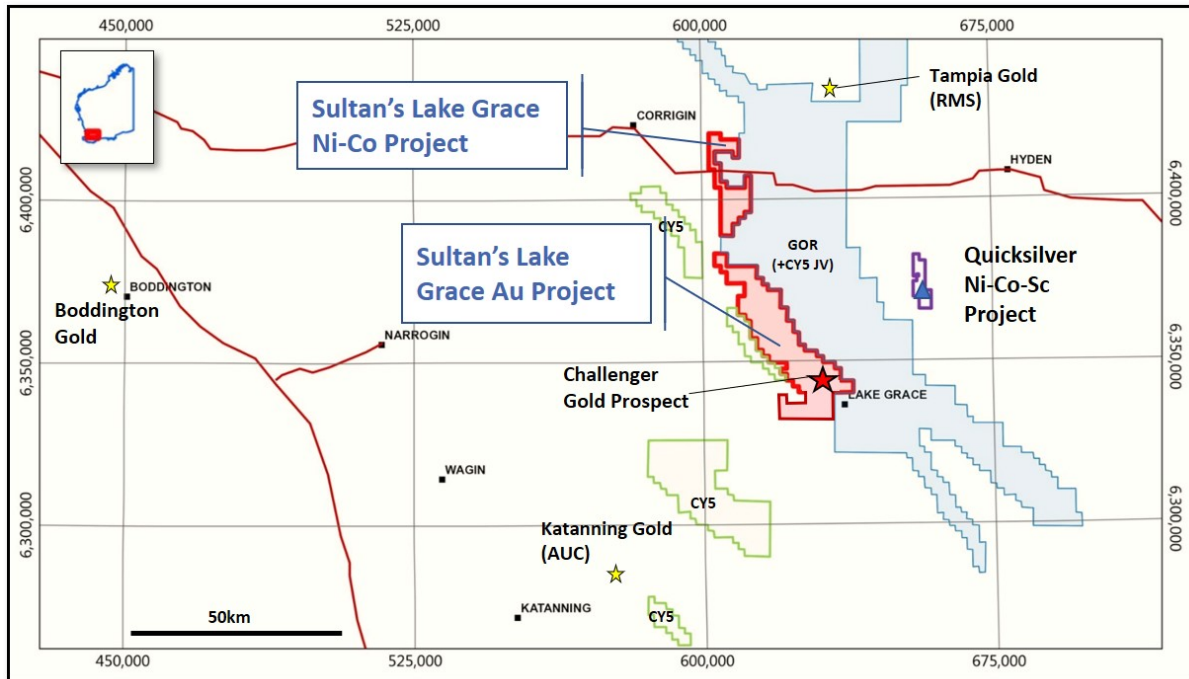 450,000
525,000
600,000
675,000
Sultan's Lake Grace
Ni-Co Project
CORRIGIN
Tampia Gold
(RMS)
HYDEN
6,400,000
6,400,000
CY5
Sultan's Lake
Grace Au Project
GOR
(+CY5 JV)
Quicksilver
Ni-Co-Sc
Project
BODDINGTON
Boddington
Gold
NARROGIN
6,350,000
6,350,000
Challenger
Gold Prospect
LAKE GRACE
WAGIN
CY5
6,300,000
6,300,000
Katanning Gold
(AUC)
KATANNING
CY5
50km
450,000
525,000
600,000
675,000